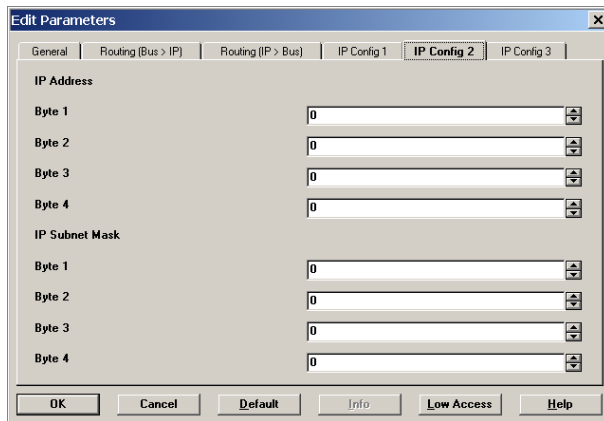 Edit Parameters
General Routing (Bus > IP) Routing (IP > Bus) IP Config 1 IP Config 2 IP Config 3
IP Address
Byte 1 0
Byte 2 0
Byte 3 0
Byte 4 0
IP Subnet Mask
Byte 1 0
Byte 2 0
Byte 3 0
Byte 4 0
OK Cancel Default Info Low Access Help